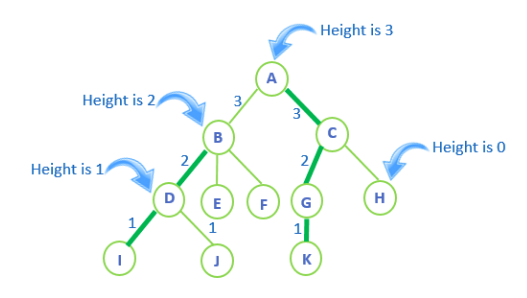 Height is 3
A
Height is 2
3
3
B
C
Height is 0
2
2
Height is 1
D
E
F
G
H
1
1
1
I
J
K